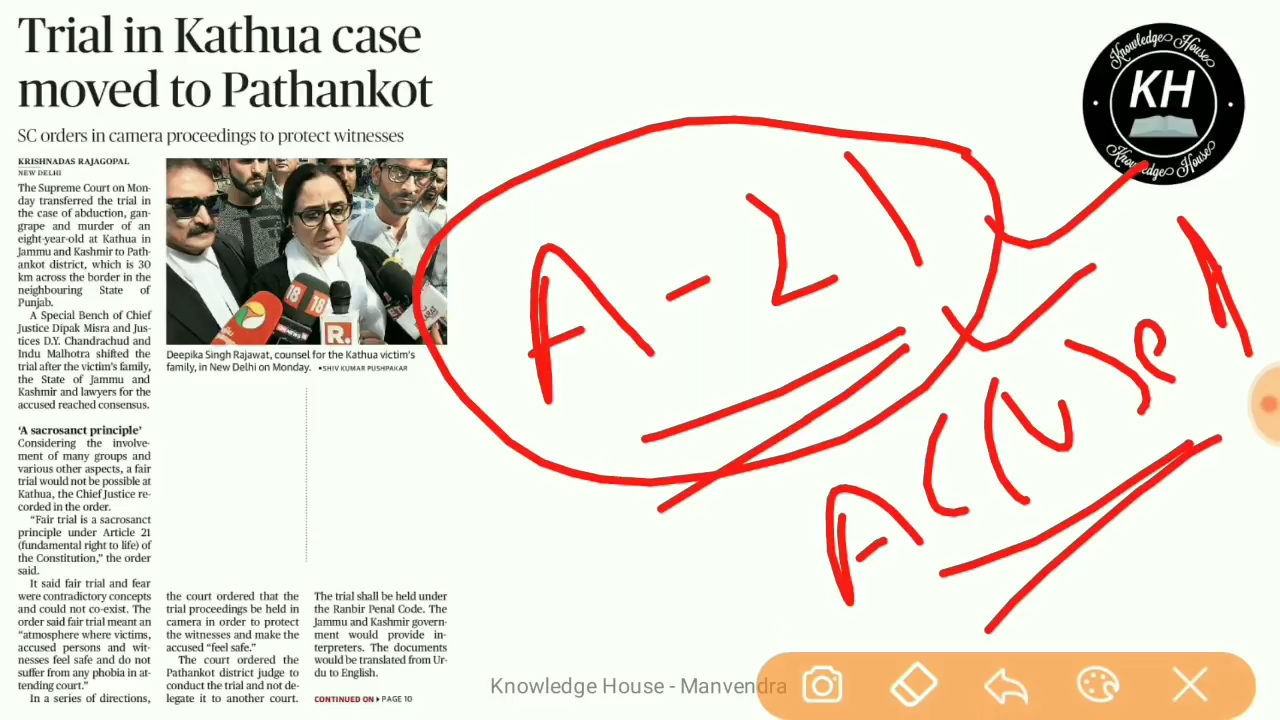 Trial in Kathua case
moved to Pathankot
SC orders in camera proceedings to protect witnesses
KRISHNADAS RAJAGOPAL
NEW DELHI
The Supreme Court on Mon-
day transferred the trial in
the case of abduction, gan-
grape and murder of an
eight-year-old at Kathua in
Jammu and Kashmir to Path-
ankot district, which is 30
km across the border in the
neighbouring State of
Punjab.
A Special Bench of Chief
Justice Dipak Misra and Jus-
tices D.Y. Chandrachud and
Indu Malhotra shifted the
trial after the victim's family,
the State of Jammu and
Kashmir and lawyers for the
accused reached consensus.
'A sacrosanct principle'
Considering the involve-
ment of many groups and
various other aspects, a fair
trial would not be possible at
Kathua, the Chief Justice re-
corded in the order.
"Fair trial is a sacrosanct
principle under Article 21
(fundamental right to life) of
the Constitution," the order
said.
It said fair trial and fear
were contradictory concepts
and could not co-exist. The
order said fair trial meant an
"atmosphere where victims,
accused persons and wit-
nesses feel safe and do not
suffer from any phobia in at-
tending court."
In a series of directions,
18
18
R.
Deepika Singh Rajawat, counsel for the Kathua victim's
family, in New Delhi on Monday. •SHIV KUMAR PUSHPAKAR
the court ordered that the
trial proceedings be held in
camera in order to protect
the witnesses and make the
accused "feel safe."
The court ordered the
Pathankot district judge to
conduct the trial and not de-
legate it to another court.
The trial shall be held under
the Ranbir Penal Code. The
Jammu and Kashmir govern-
ment would provide in-
terpreters. The documents
would be translated from Ur-
du to English.
CONTINUED ON ▸ PAGE 10
Knowledge House
KH
Knowledge House
A-21
Knowledge House - Manvendra